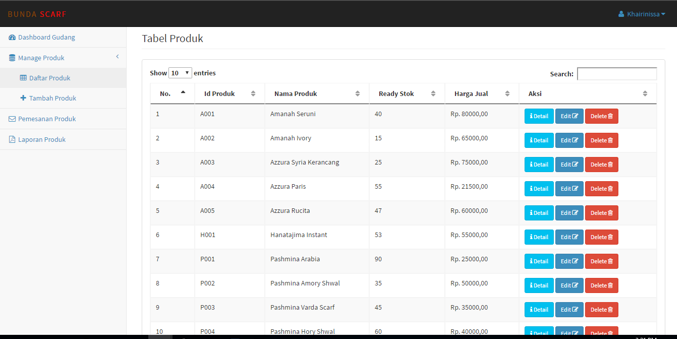 BUNDA SCARF
Khairinnisa
Dashboard Gudang
Manage Produk
Daftar Produk
Tambah Produk
Pemesanan Produk
Laporan Produk
Tabel Produk
Show 10 entries
Search:
No. Id Produk Nama Produk Ready Stok Harga Jual Aksi
1 A001 Amanah Seruni 40 Rp. 80000,00 Detail Edit Delete
2 A002 Amanah Ivory 15 Rp. 65000,00 Detail Edit Delete
3 A003 Azzura Syria Kerancang 25 Rp. 75000,00 Detail Edit Delete
4 A004 Azzura Paris 55 Rp. 21500,00 Detail Edit Delete
5 A005 Azzura Rucita 47 Rp. 60000,00 Detail Edit Delete
6 H001 Hanatajima Instant 53 Rp. 55000,00 Detail Edit Delete
7 P001 Pashmina Arabia 90 Rp. 25000,00 Detail Edit Delete
8 P002 Pashmina Amory Shwal 35 Rp. 50000,00 Detail Edit Delete
9 P003 Pashmina Varda Scarf 45 Rp. 35000,00 Detail Edit Delete
10 P004 Pashmina Hory Shwal 60 Rp. 40000,00 Detail Edit Delete